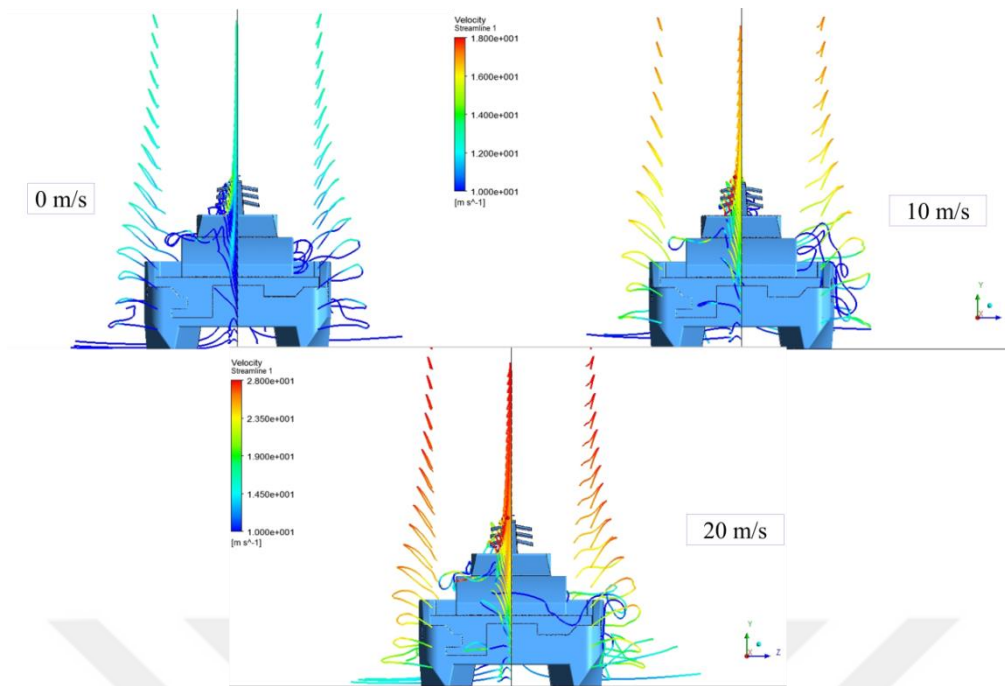 Velocity
Streamline 1
1.800e+001
1.600e+001
1.400e+001
1.200e+001
1.000e+001
[m s^-1]
0 m/s
10 m/s
Y
X
Velocity
Streamline 1
2.800e+001
2.350e+001
1.900e+001
1.450e+001
1.000e+001
[m s^-1]
20 m/s
Y
X
Z